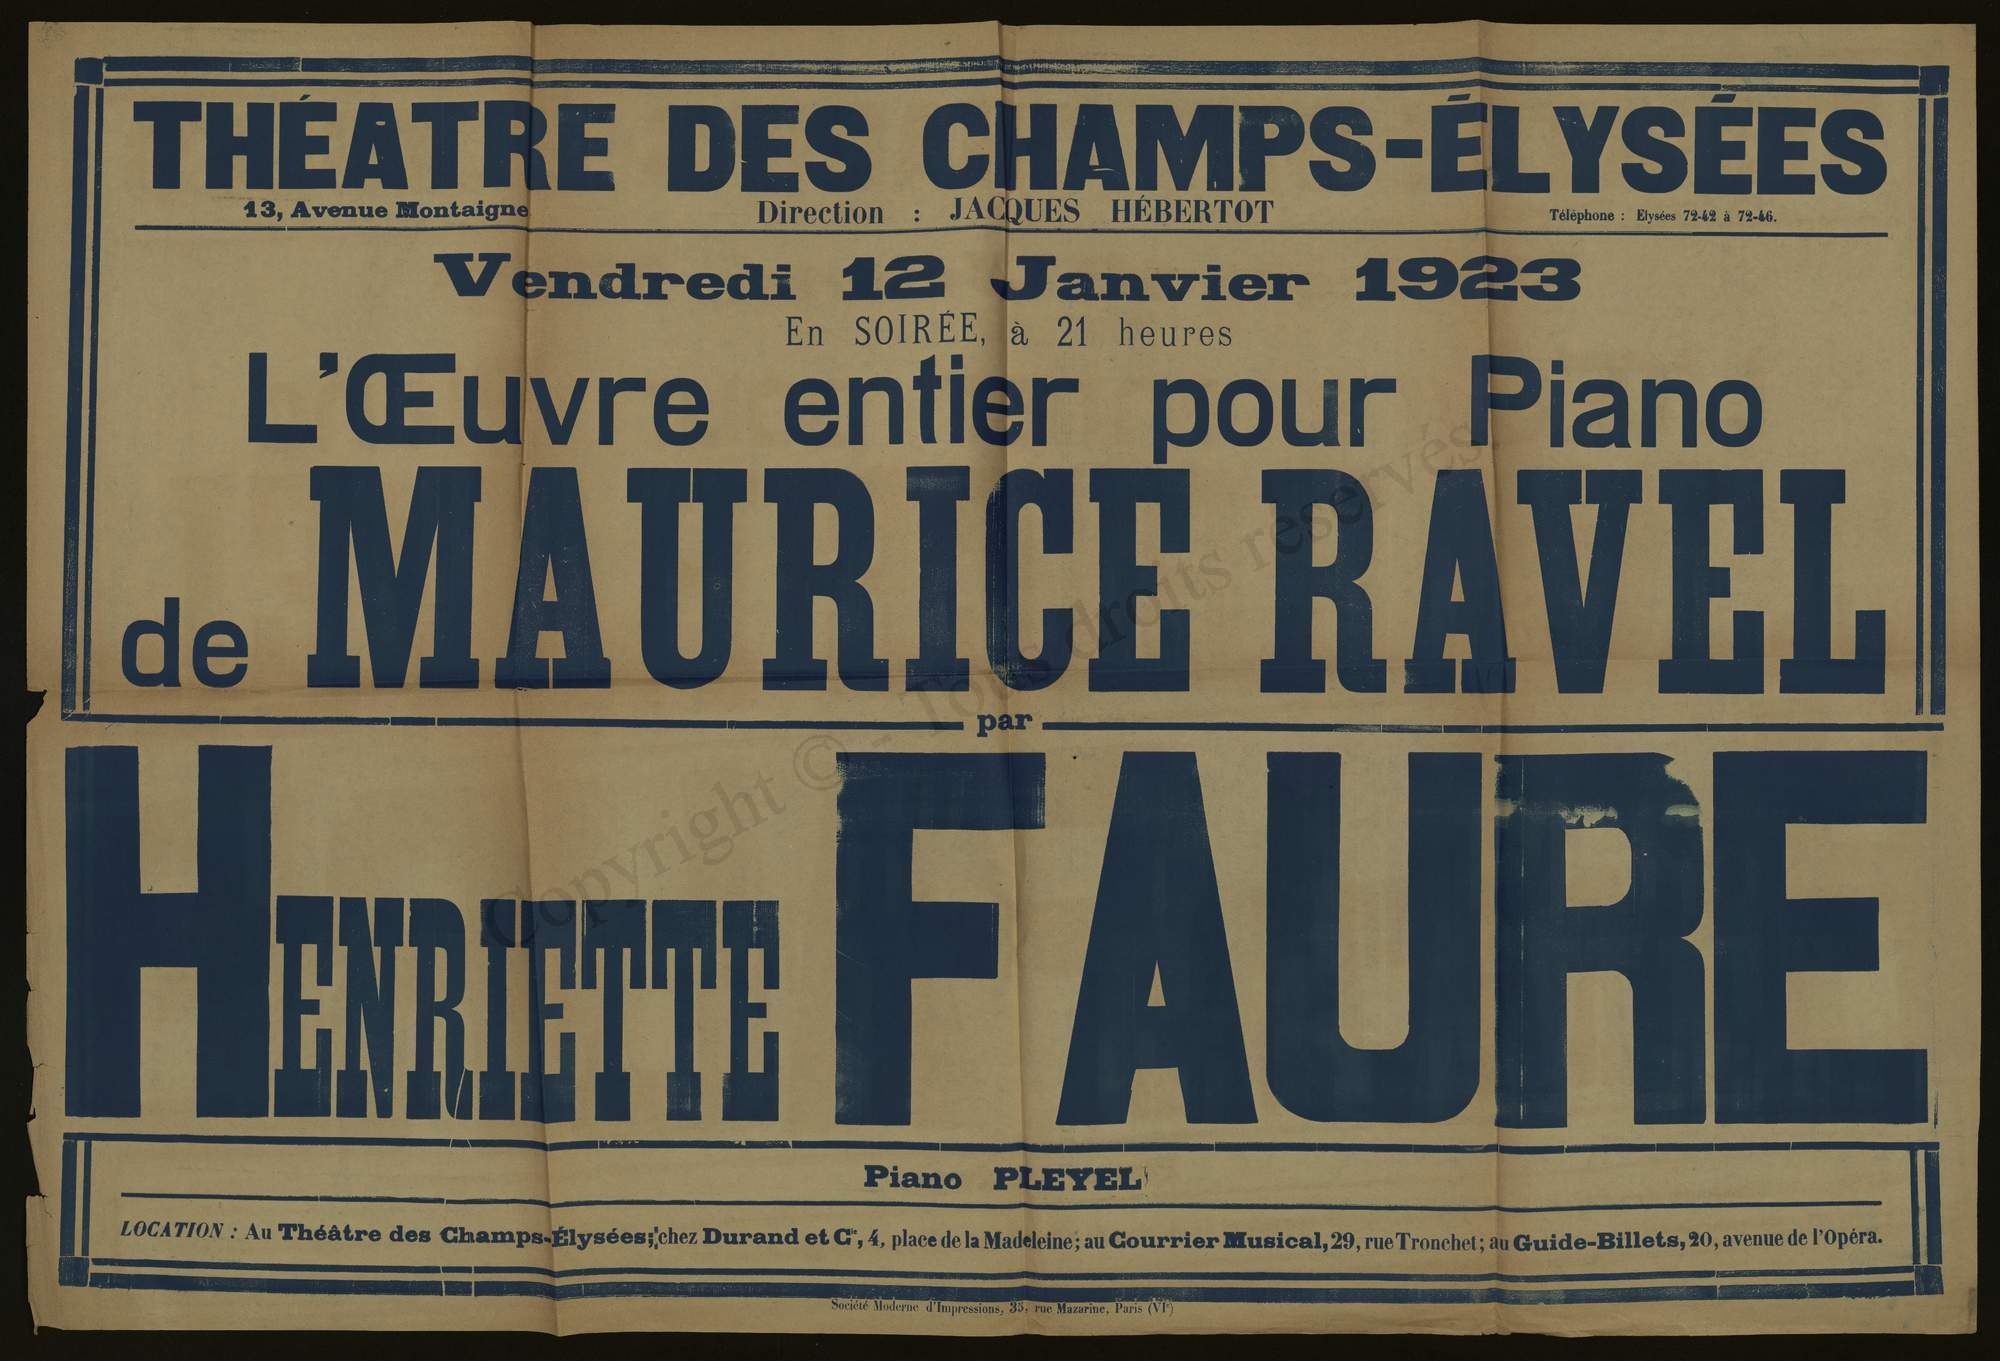 THÉATRE DES CHAMPS-ÉLYSÉES
13, Avenue Montaigne Direction : JACQUES HÉBERTOT Téléphone : Elysées 72-42 à 72-46.
Vendredi 12 Janvier 1923
En SOIRÉE, à 21 heures
L'Œuvre entier pour Piano
de MAURICE RAVEL
par
HENRIETTE FAURE
Piano PLEYEL
LOCATION : Au Théâtre des Champs-Élysées; chez Durand et Cie, 4, place de la Madeleine; au Courrier Musical, 29, rue Tronchet; au Guide-Billets, 20, avenue de l'Opéra.
Société Moderne d'Impressions, 35, rue Mazarine, Paris (VIe)
Copyright © - Tous droits réservés.